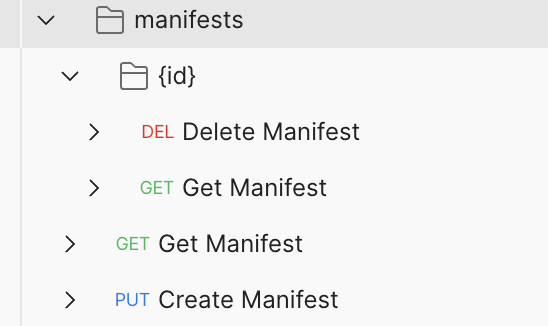 manifests
{id}
DEL Delete Manifest
GET Get Manifest
GET Get Manifest
PUT Create Manifest